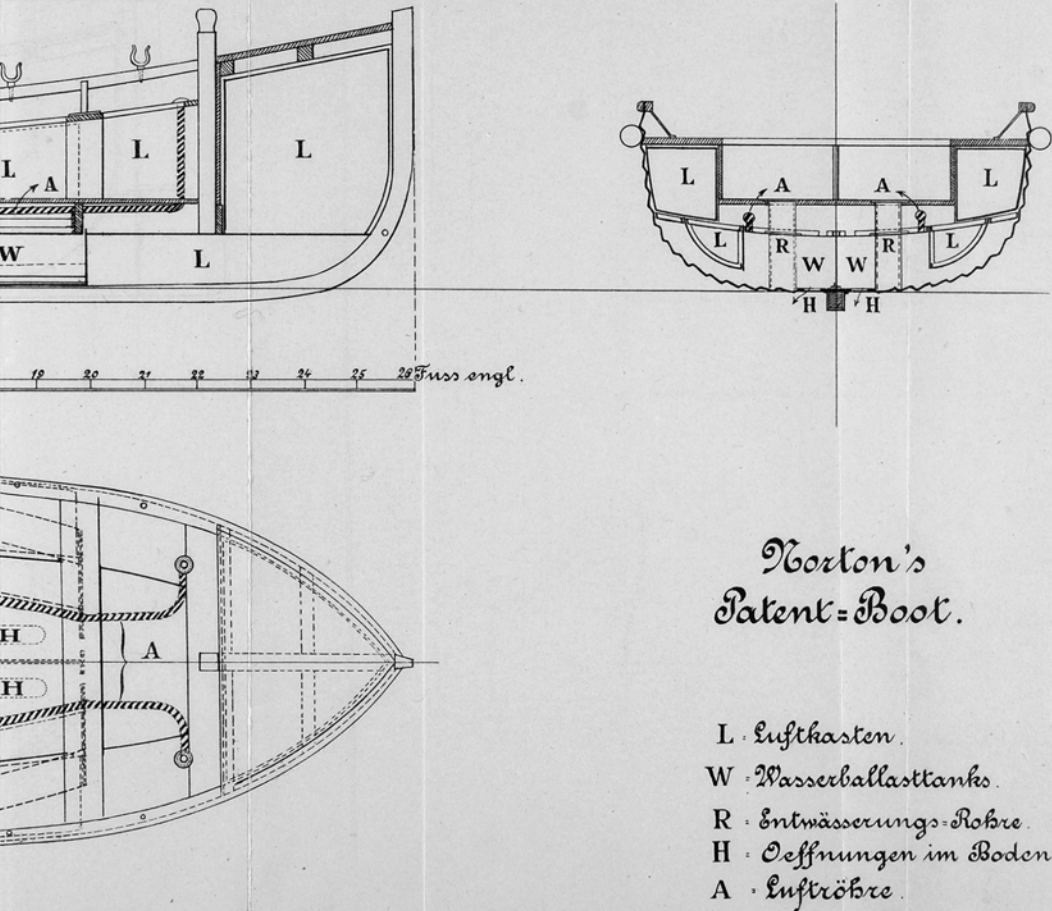 L
L
L
A
W
L
L
A
A
L
L
R
R
L
W
W
H
H
19 20 21 22 23 24 25 26 Fuss engl.
H
A
H
Norton's
Patent=Boot.
L = Luftkasten.
W = Wasserballasttanks.
R = Entwässerungs=Rohre.
H = Oeffnungen im Boden
A = Luftröhre.